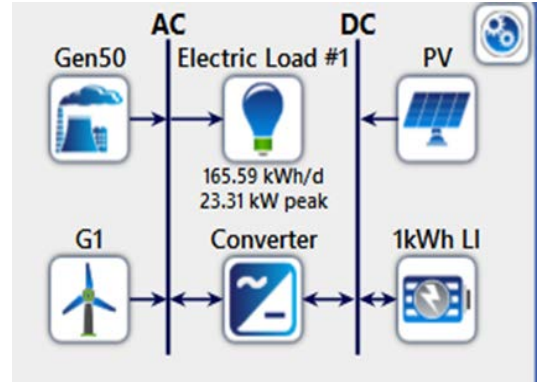 AC
DC
Gen50
Electric Load #1
PV
165.59 kWh/d
23.31 kW peak
G1
Converter
1kWh LI